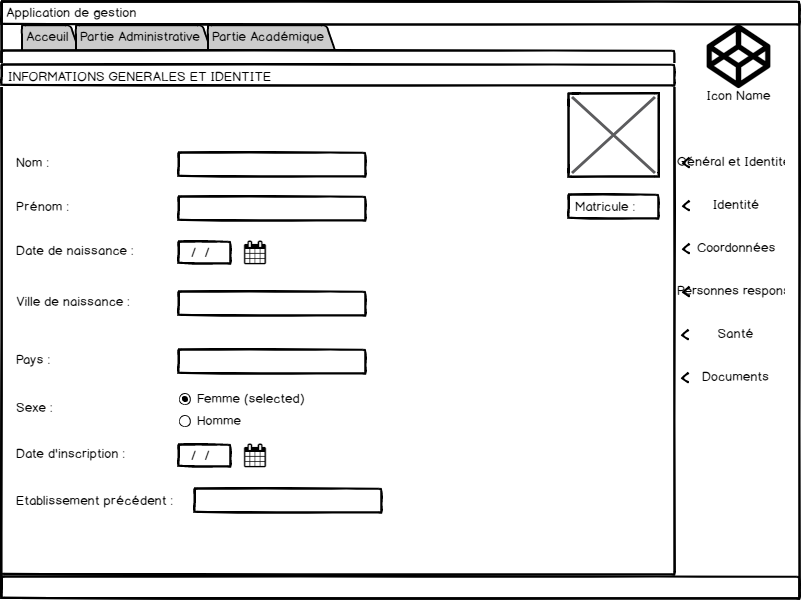 Application de gestion
Acceuil Partie Administrative Partie Académique
INFORMATIONS GENERALES ET IDENTITE
Icon Name
Nom :
Prénom :
Matricule :
Date de naissance :
/ /
Ville de naissance :
Pays :
Sexe :
Femme (selected)
Homme
Date d'inscription :
/ /
Etablissement précédent :
Général et Identité
Identité
Coordonnées
Personnes respons
Santé
Documents